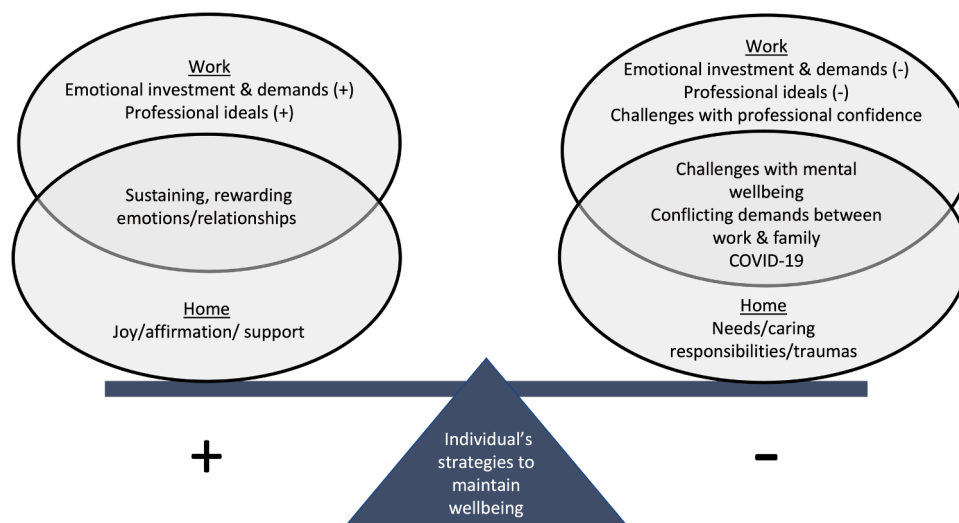 Work
Emotional investment & demands (+)
Professional ideals (+)
Sustaining, rewarding
emotions/relationships
Home
Joy/affirmation/ support
Work
Emotional investment & demands (-)
Professional ideals (-)
Challenges with professional confidence
Challenges with mental
wellbeing
Conflicting demands between
work & family
COVID-19
Home
Needs/caring
responsibilities/traumas
+
Individual’s
strategies to
maintain
wellbeing
-